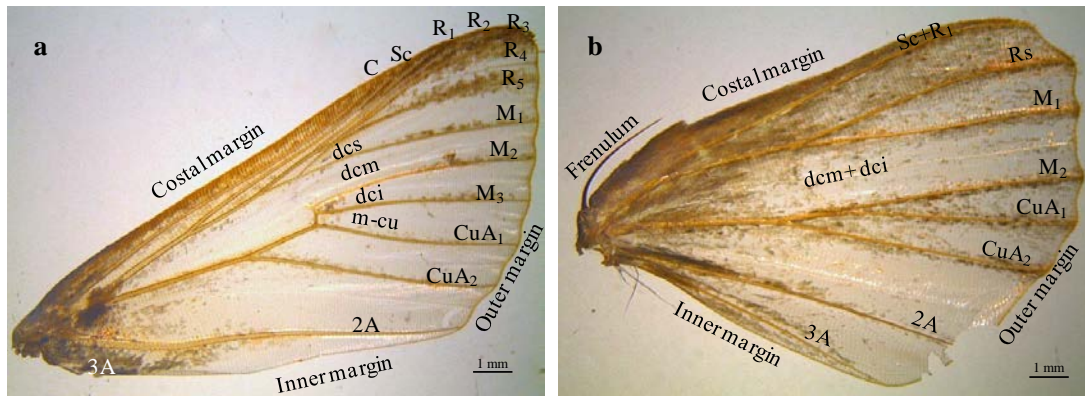 a
R1
R2
R3
Sc
R4
C
R5
M1
Costal margin
dcs
M2
dcm
dci
M3
m-cu
CuA1
CuA2
Outer margin
2A
3A
Inner margin
1 mm
b
Sc+R1
Costal margin
Rs
M1
Frenulum
dcm+dci
M2
CuA1
CuA2
Outer margin
Inner margin
2A
3A
1 mm